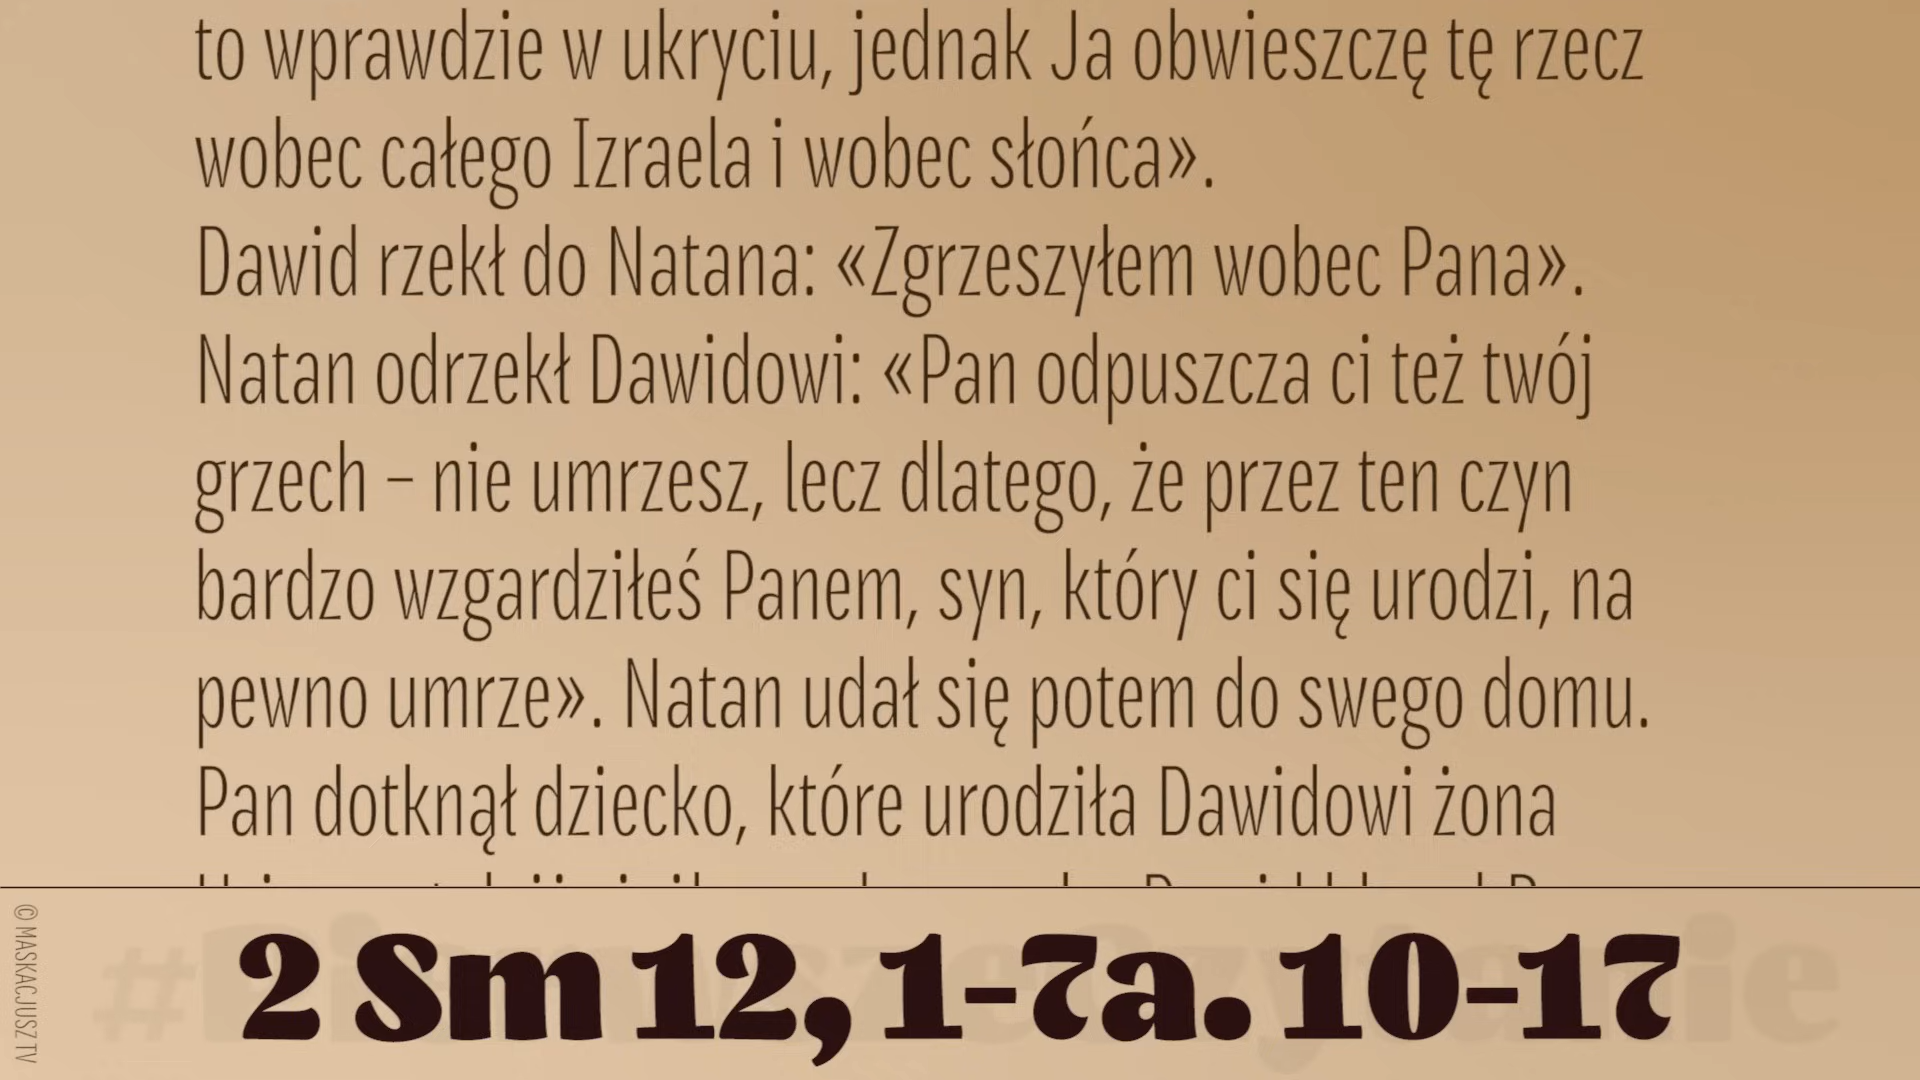 to wprawdzie w ukryciu, jednak Ja obwieszczę tę rzecz
wobec całego Izraela i wobec słońca».
Dawid rzekł do Natana: «Zgrzeszyłem wobec Pana».
Natan odrzekł Dawidowi: «Pan odpuszcza ci też twój
grzech – nie umrzesz, lecz dlatego, że przez ten czyn
bardzo wzgardziłeś Panem, syn, który ci się urodzi, na
pewno umrze». Natan udał się potem do swego domu.
Pan dotknął dziecko, które urodziła Dawidowi żona
2 Sm 12, 1-7a. 10-17
© MASKACJUSZ TV